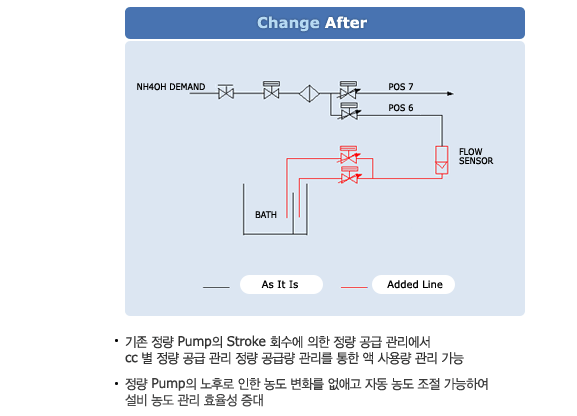 Change After
NH4OH DEMAND
POS 7
POS 6
FLOW
SENSOR
BATH
As It Is
Added Line
• 기존 정량 Pump의 Stroke 회수에 의한 정량 공급 관리에서
cc 별 정량 공급 관리 정량 공급량 관리를 통한 액 사용량 관리 가능
• 정량 Pump의 노후로 인한 농도 변화를 없애고 자동 농도 조절 가능하여
설비 농도 관리 효율성 증대